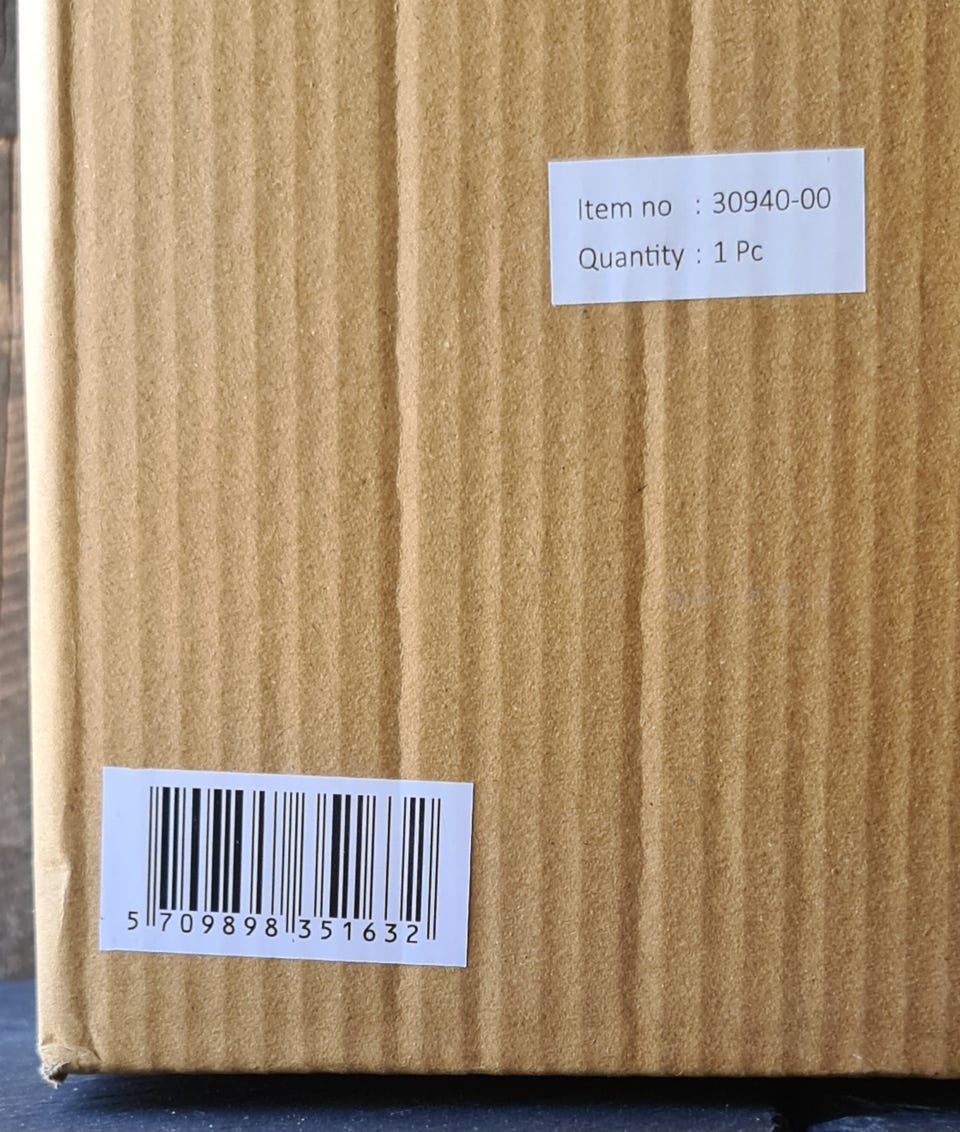 Item no : 30940-00
Quantity : 1 Pc
5 709898 351632